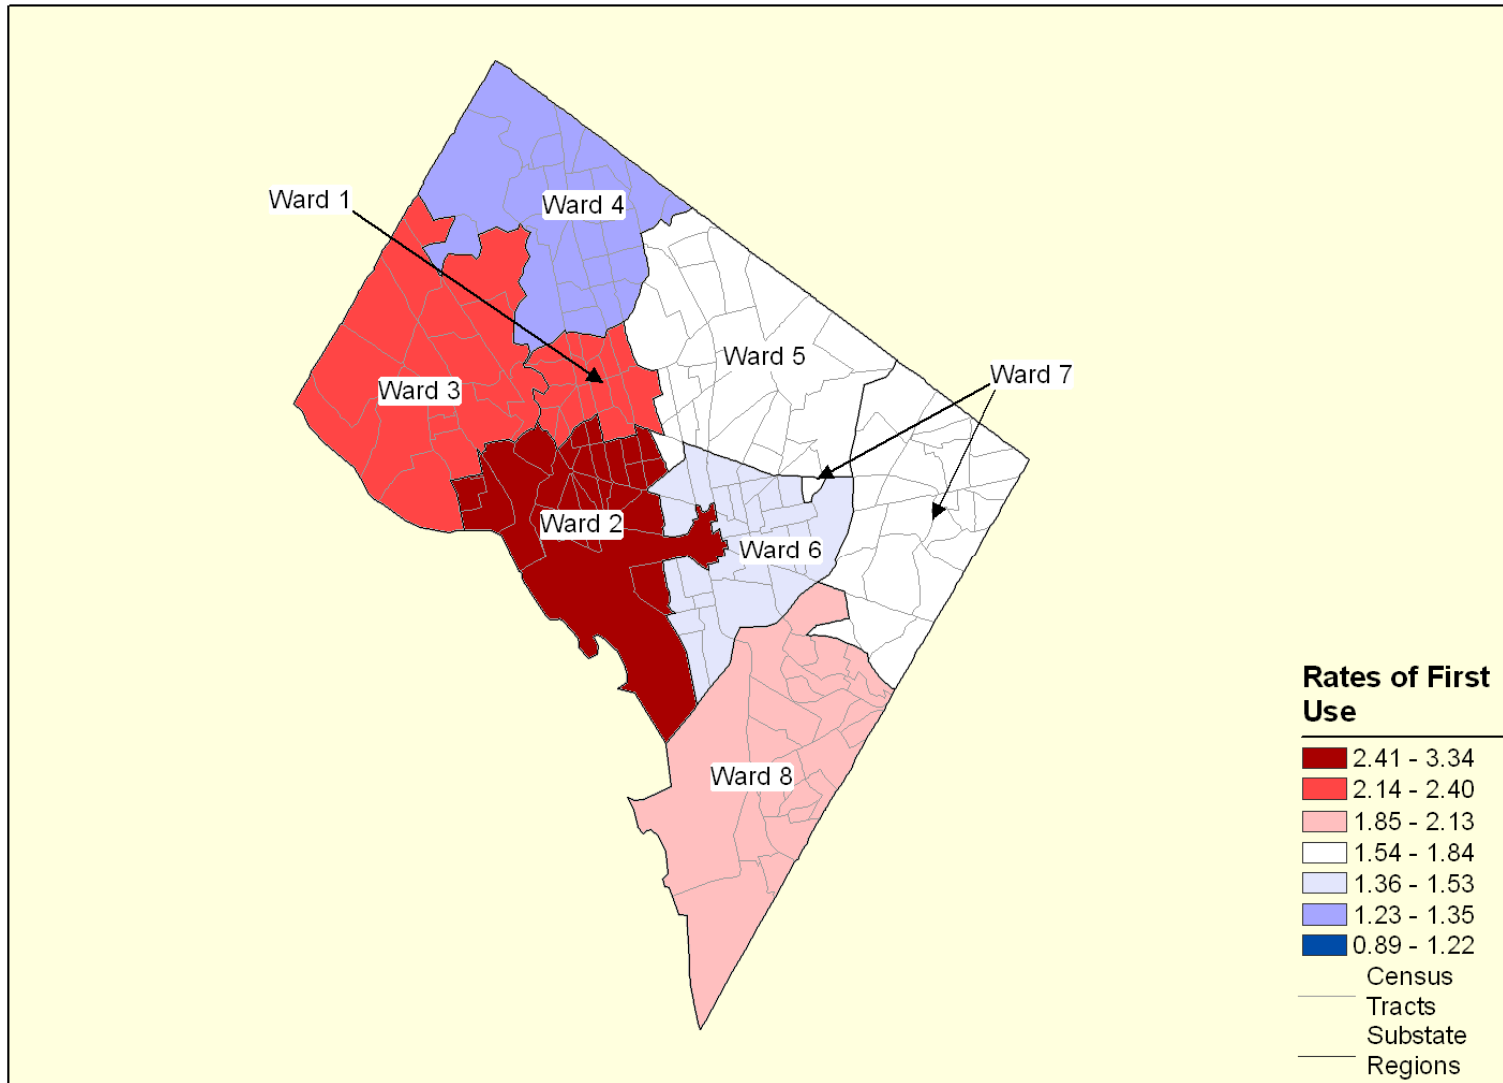 Ward 1
Ward 4
Ward 5
Ward 7
Ward 3
Ward 2
Ward 6
Ward 8
Rates of First
Use
2.41 - 3.34
2.14 - 2.40
1.85 - 2.13
1.54 - 1.84
1.36 - 1.53
1.23 - 1.35
0.89 - 1.22
Census
Tracts
Substate
Regions